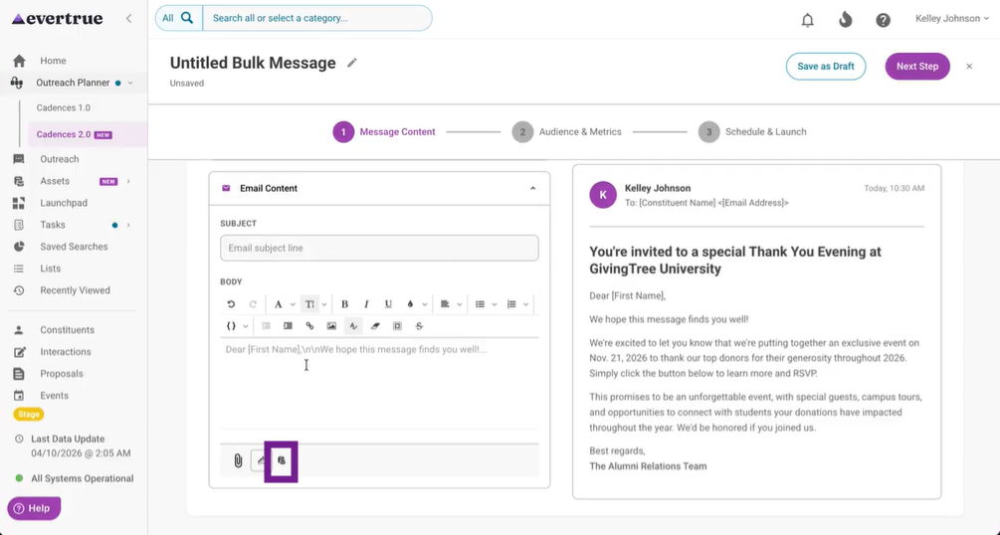 evertrue
All
Search all or select a category...
Kelley Johnson
Home
Outreach Planner
Cadences 1.0
Cadences 2.0 NEW
Outreach
Assets NEW
Launchpad
Tasks
Saved Searches
Lists
Recently Viewed
Constituents
Interactions
Proposals
Events
Stage
Last Data Update
04/10/2026 @ 2:05 AM
All Systems Operational
Help
Untitled Bulk Message
Unsaved
Save as Draft
Next Step
1 Message Content
2 Audience & Metrics
3 Schedule & Launch
Email Content
SUBJECT
Email subject line
BODY
Dear [First Name],\n\nWe hope this message finds you well!...
K
Kelley Johnson
Today, 10:30 AM
To: [Constituent Name] <[Email Address]>
You're invited to a special Thank You Evening at
GivingTree University
Dear [First Name],
We hope this message finds you well!
We're excited to let you know that we're putting together an exclusive event on
Nov. 21, 2026 to thank our top donors for their generosity throughout 2026.
Simply click the button below to learn more and RSVP.
This promises to be an unforgettable event, with special guests, campus tours,
and opportunities to connect with students your donations have impacted
throughout the year. We'd be honored if you joined us.
Best regards,
The Alumni Relations Team